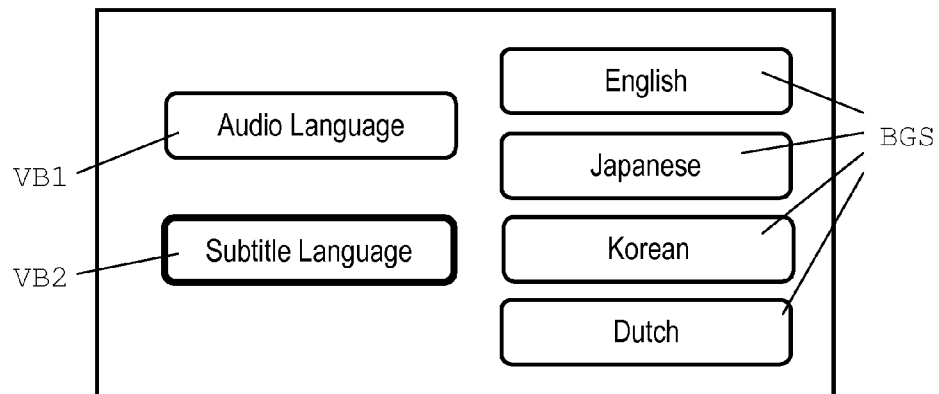 English
Audio Language
BGS
Japanese
VB1
Korean
Subtitle Language
VB2
Dutch